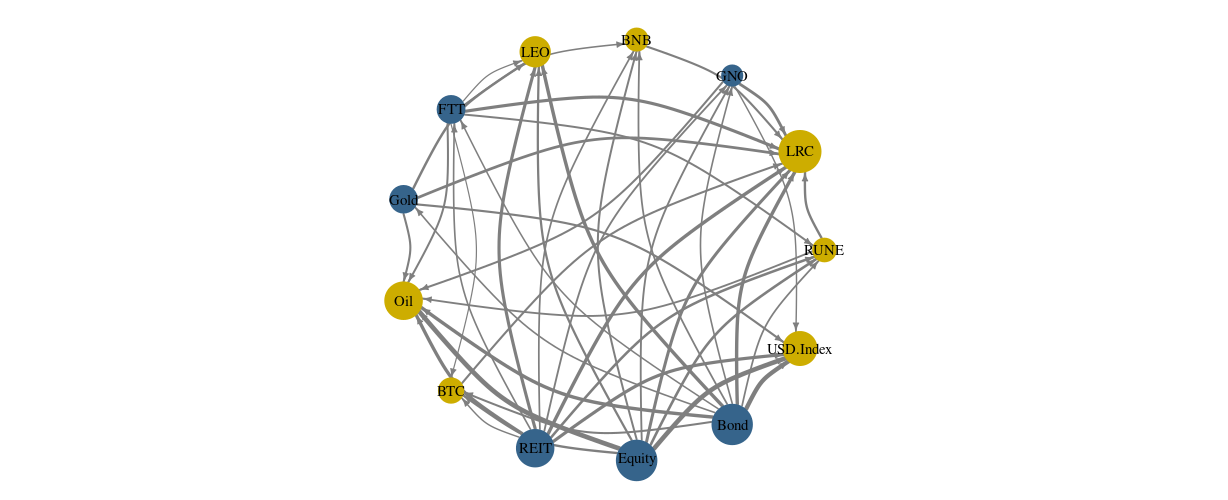 BNB
LEO
GNO
FTT
LRC
Gold
RUNE
Oil
USD.Index
BTC
Bond
REIT
Equity